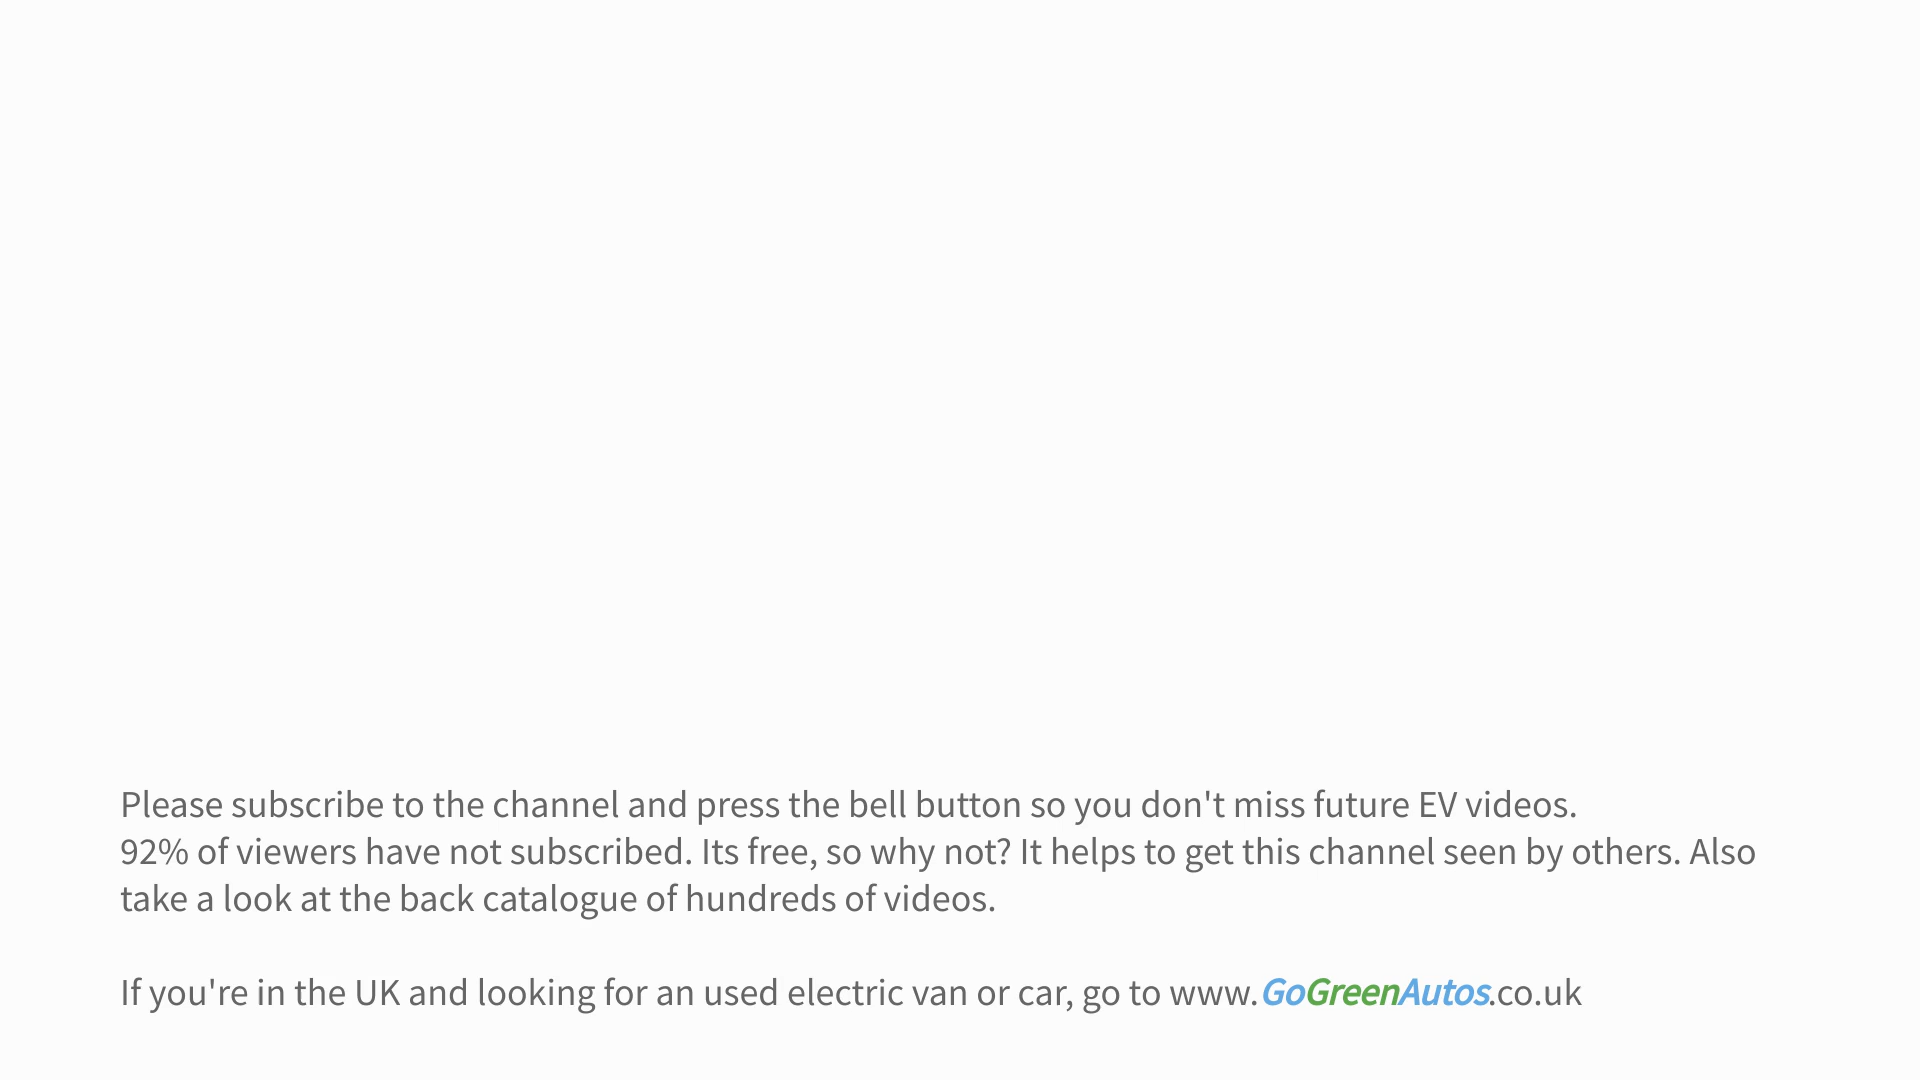 Please subscribe to the channel and press the bell button so you don't miss future EV videos.
92% of viewers have not subscribed. Its free, so why not? It helps to get this channel seen by others. Also
take a look at the back catalogue of hundreds of videos.
If you're in the UK and looking for an used electric van or car, go to www.GoGreenAutos.co.uk